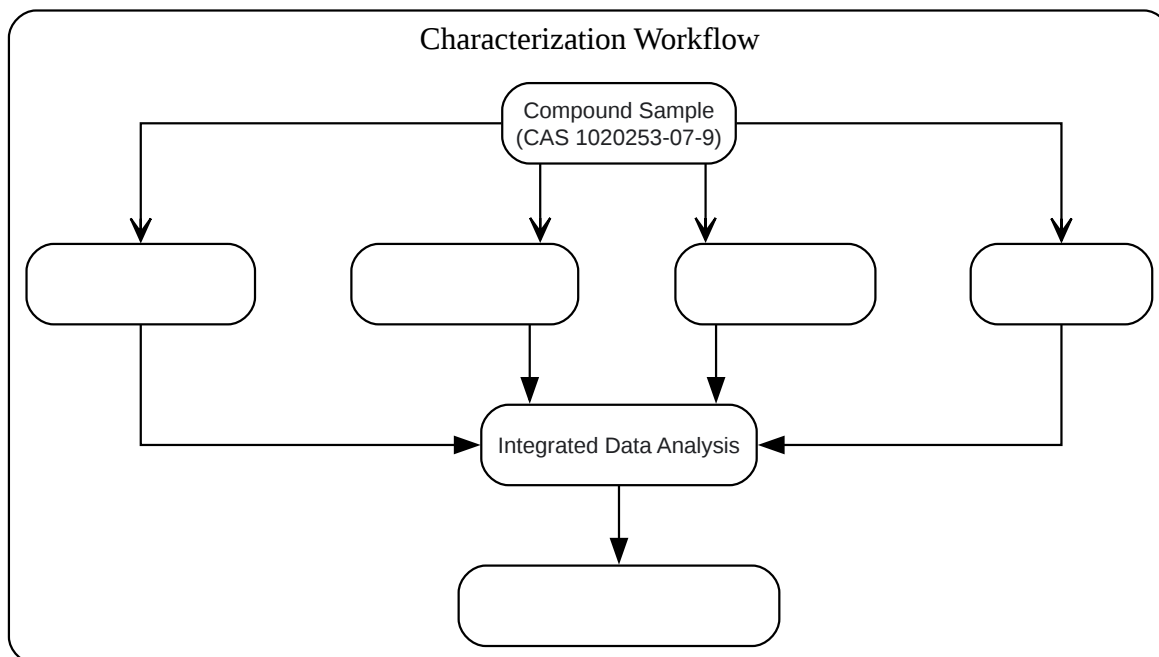 Characterization Workflow
Compound Sample
(CAS 1020253-07-9)
Integrated Data Analysis